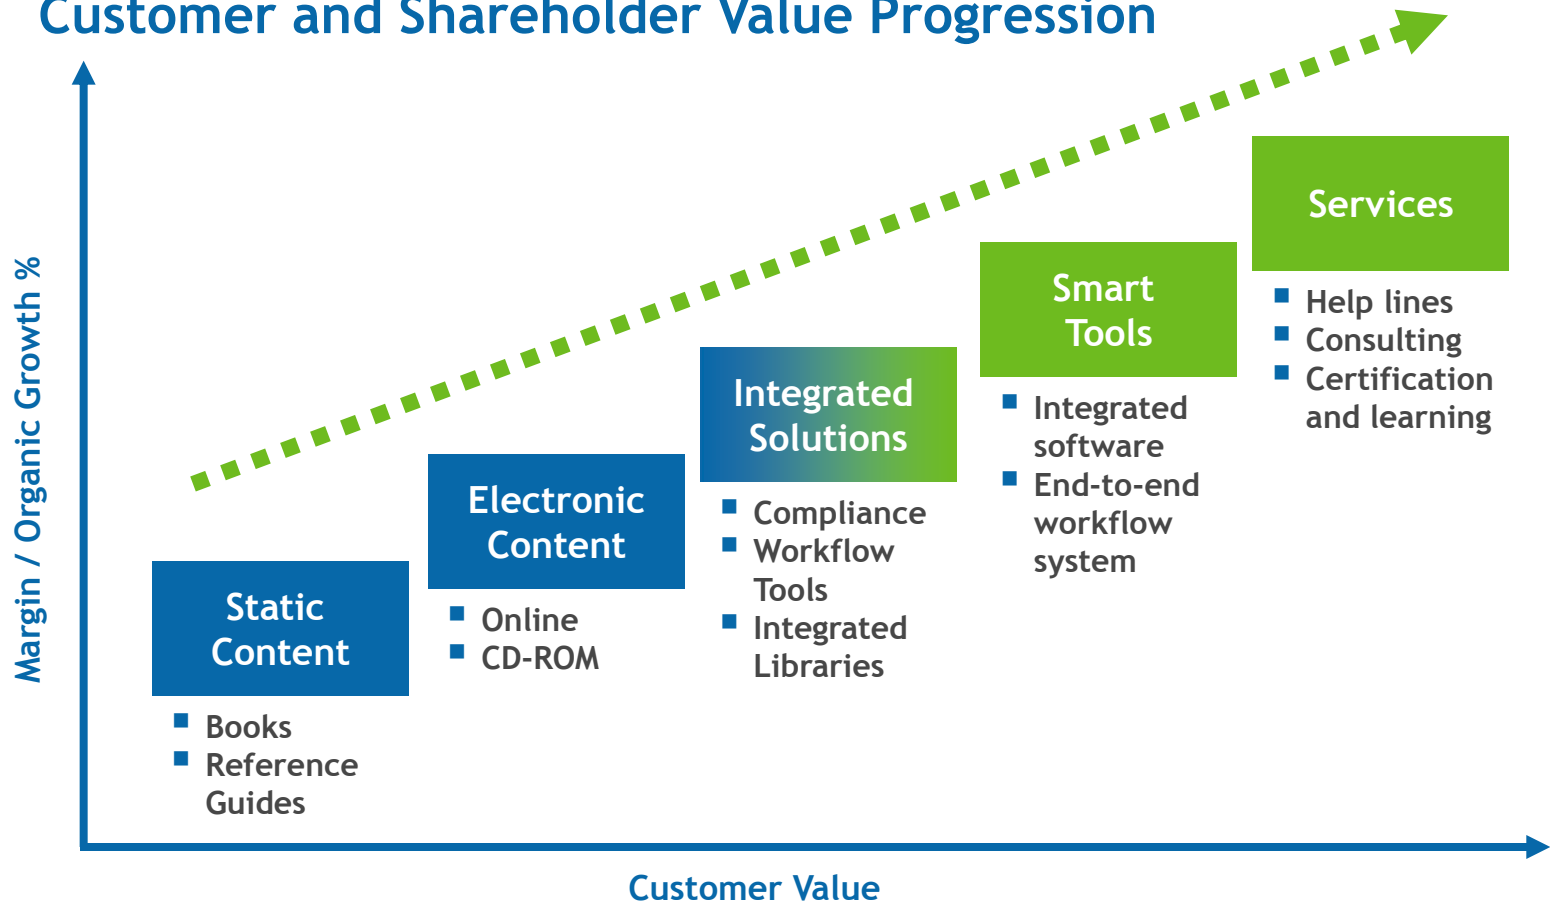 Customer and Shareholder Value Progression
Margin / Organic Growth %
Static
Content
Books
Reference
Guides
Electronic
Content
Online
CD-ROM
Integrated
Solutions
Compliance
Workflow
Tools
Integrated
Libraries
Smart
Tools
Integrated
software
End-to-end
workflow
system
Services
Help lines
Consulting
Certification
and learning
Customer Value